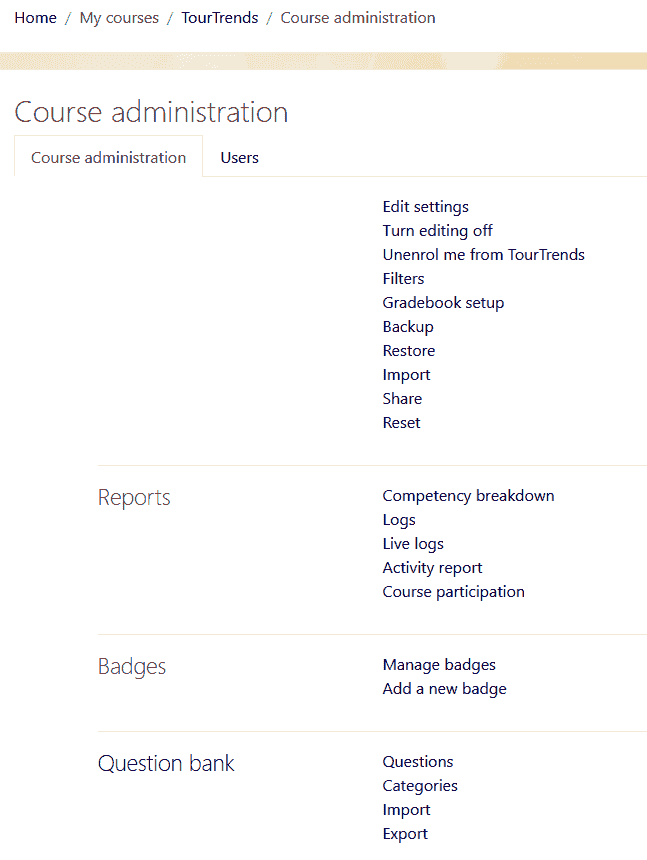 Home / My courses / TourTrends / Course administration
Course administration
Course administration Users
Edit settings
Turn editing off
Unenrol me from TourTrends
Filters
Gradebook setup
Backup
Restore
Import
Share
Reset
Reports
Competency breakdown
Logs
Live logs
Activity report
Course participation
Badges
Manage badges
Add a new badge
Question bank
Questions
Categories
Import
Export